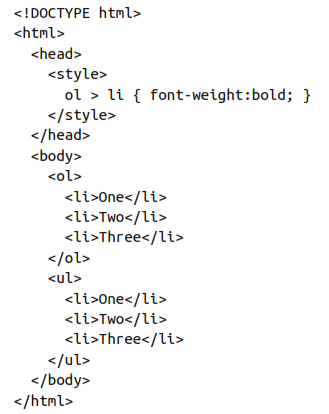 <!DOCTYPE html>
<html>
  <head>
    <style>
      ol > li { font-weight:bold; }
    </style>
  </head>
  <body>
    <ol>
      <li>One</li>
      <li>Two</li>
      <li>Three</li>
    </ol>
    <ul>
      <li>One</li>
      <li>Two</li>
      <li>Three</li>
    </ul>
  </body>
</html>